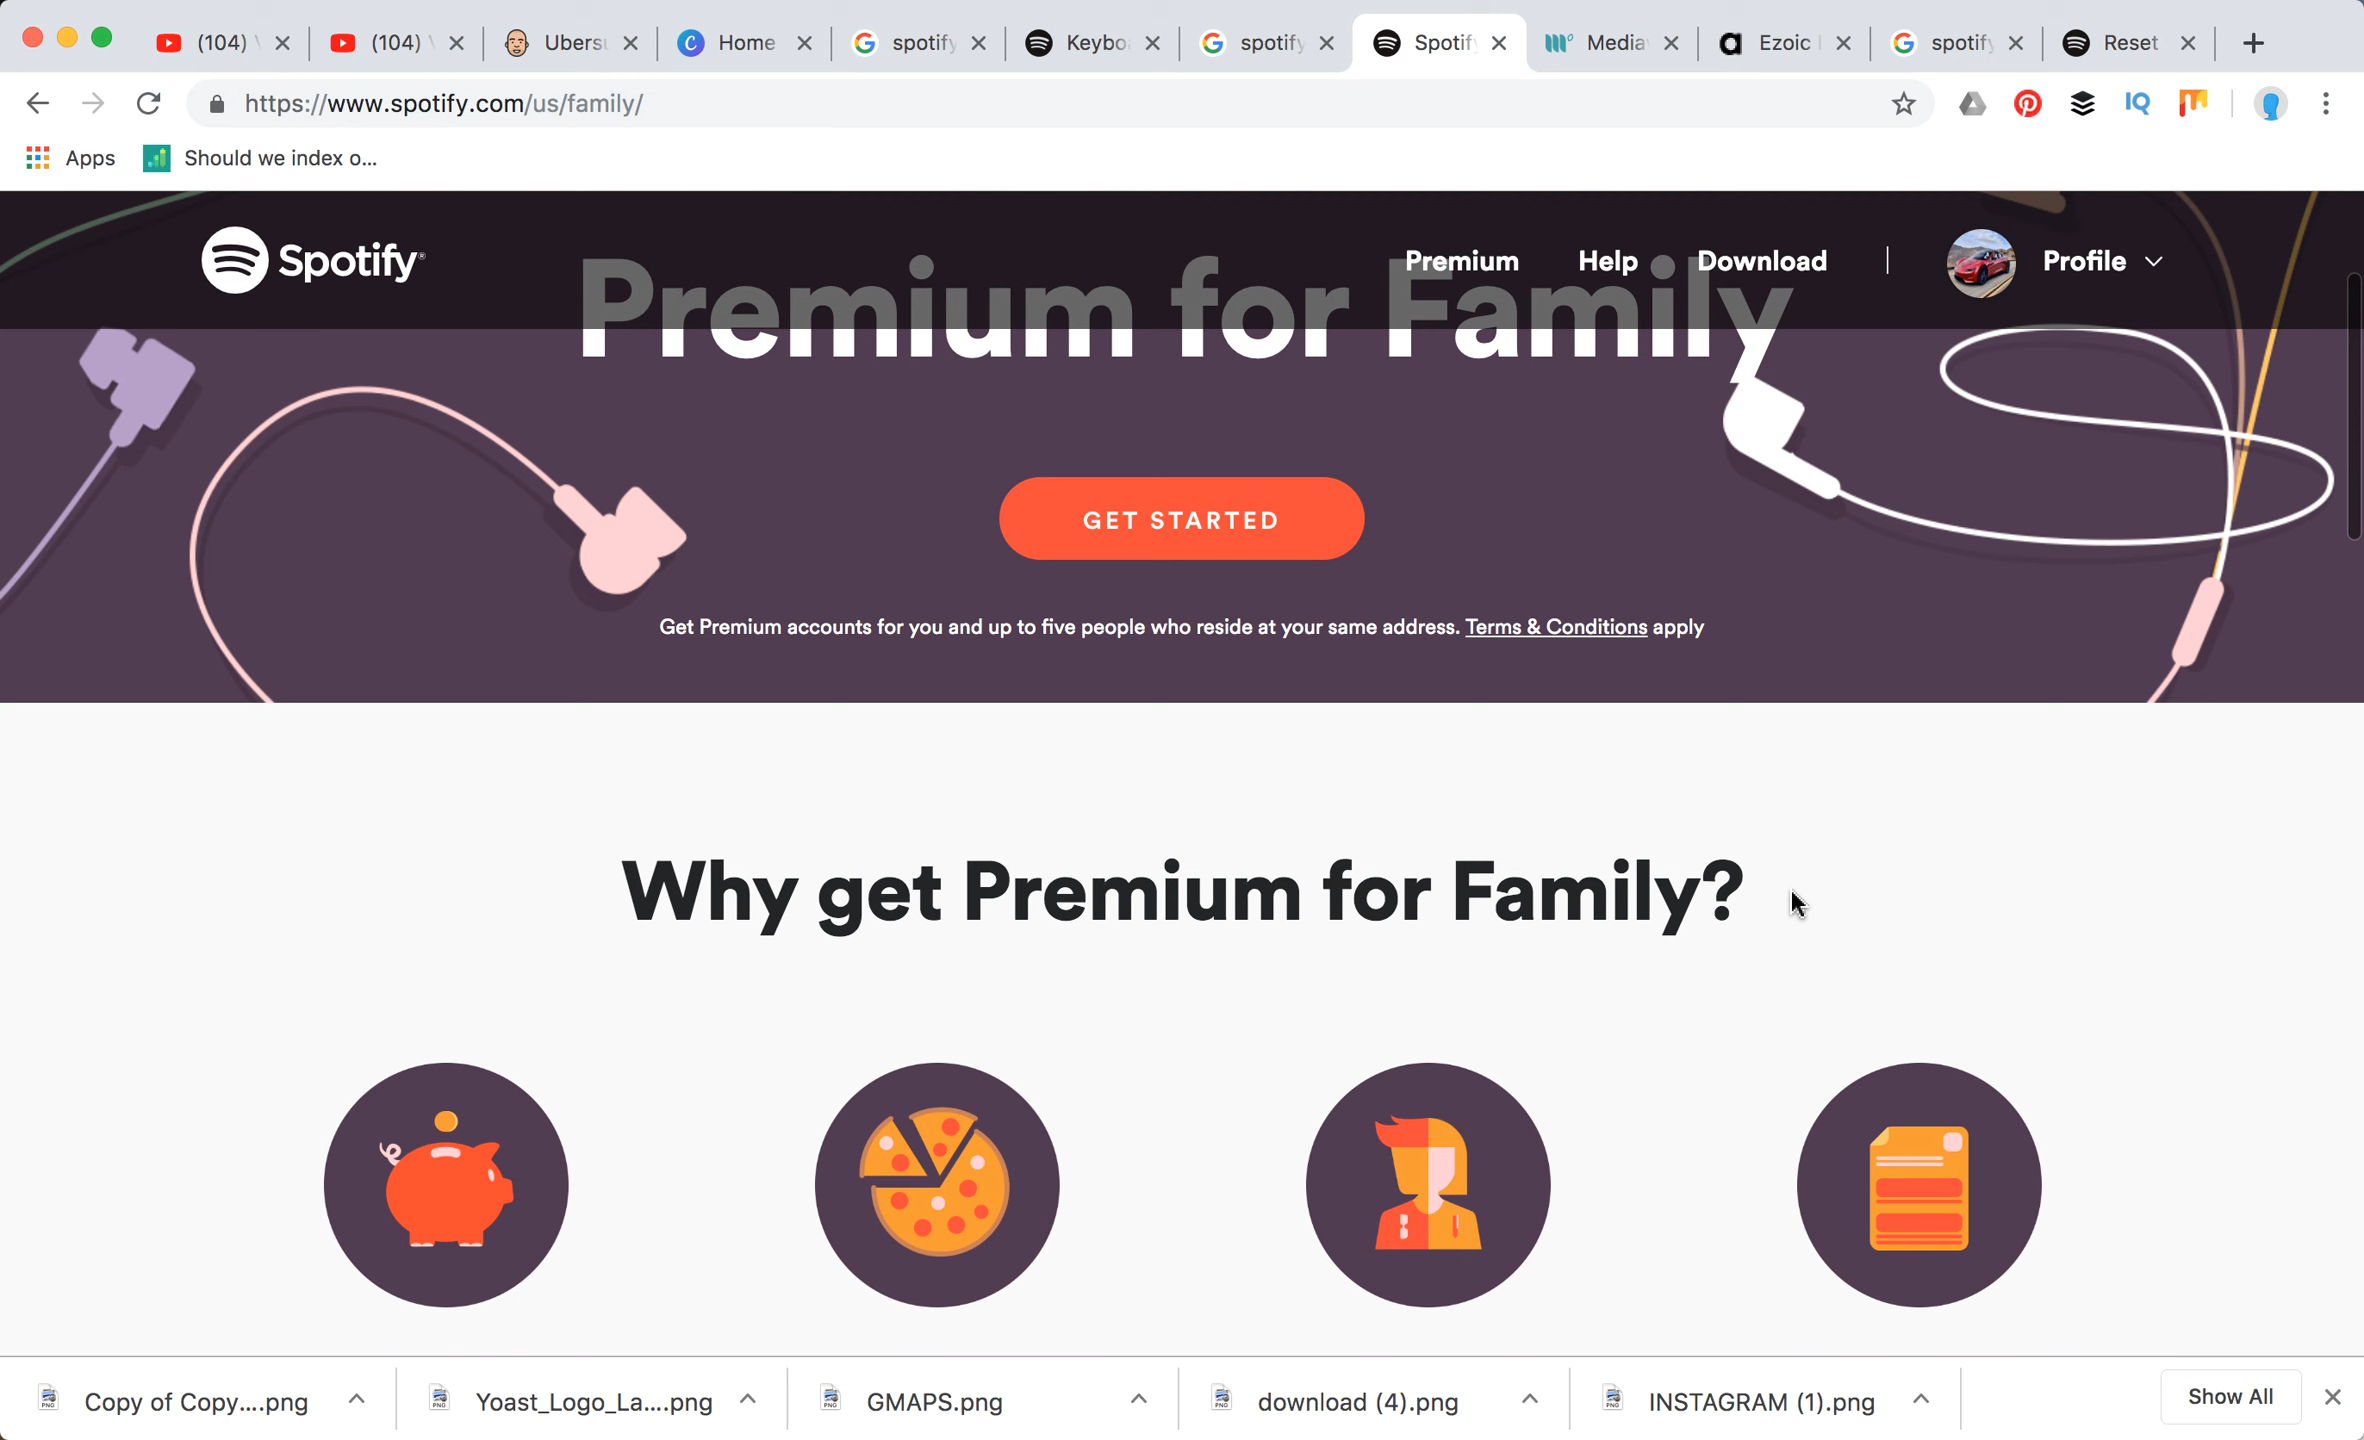 (104)
(104)
Ubersu
Home
spotify
Keybo
spotify
Spotify
Media
Ezoic
spotify
Reset
https://www.spotify.com/us/family/
IQ
Apps
Should we index o...
Spotify®
Premium
Help
Download
Profile
Premium for Family
GET STARTED
Get Premium accounts for you and up to five people who reside at your same address. Terms & Conditions apply
Why get Premium for Family?
Copy of Copy....png
Yoast_Logo_La....png
GMAPS.png
download (4).png
INSTAGRAM (1).png
Show All